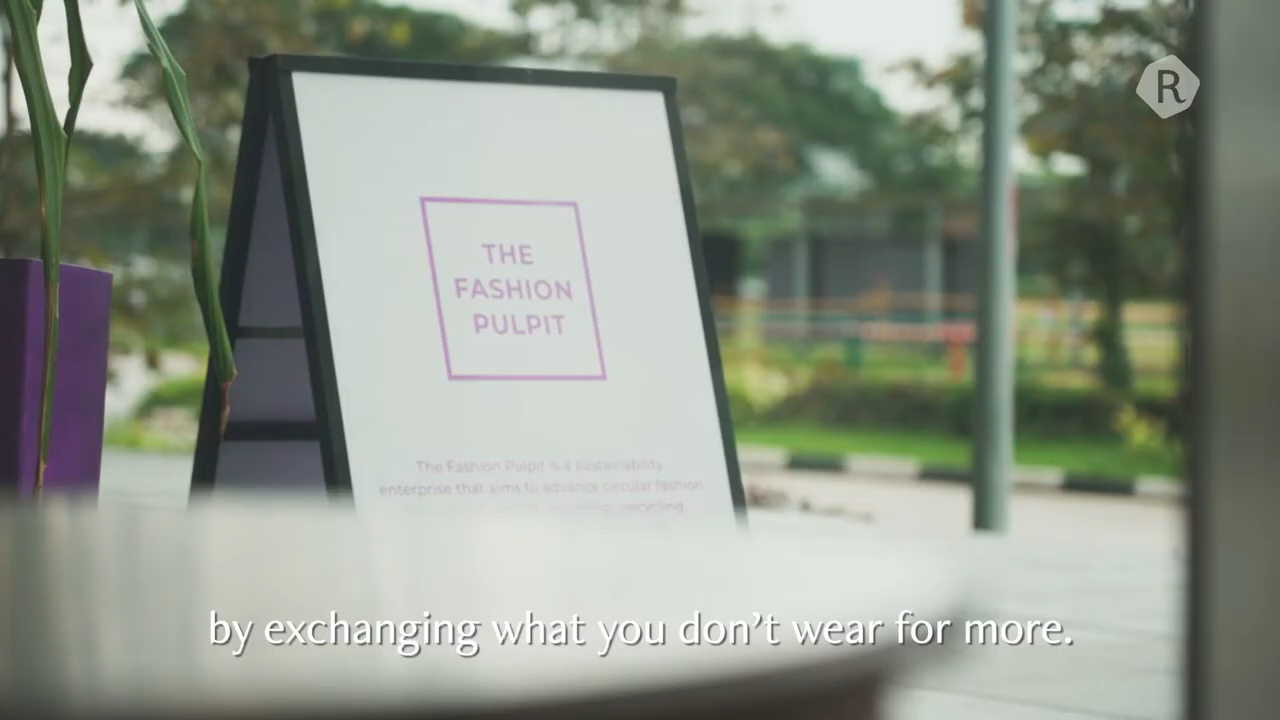 R
THE
FASHION
PULPIT
The Fashion Pulpit is a sustainability
enterprise that aims to advance circular fashion
upcycling
by exchanging what you don't wear for more.